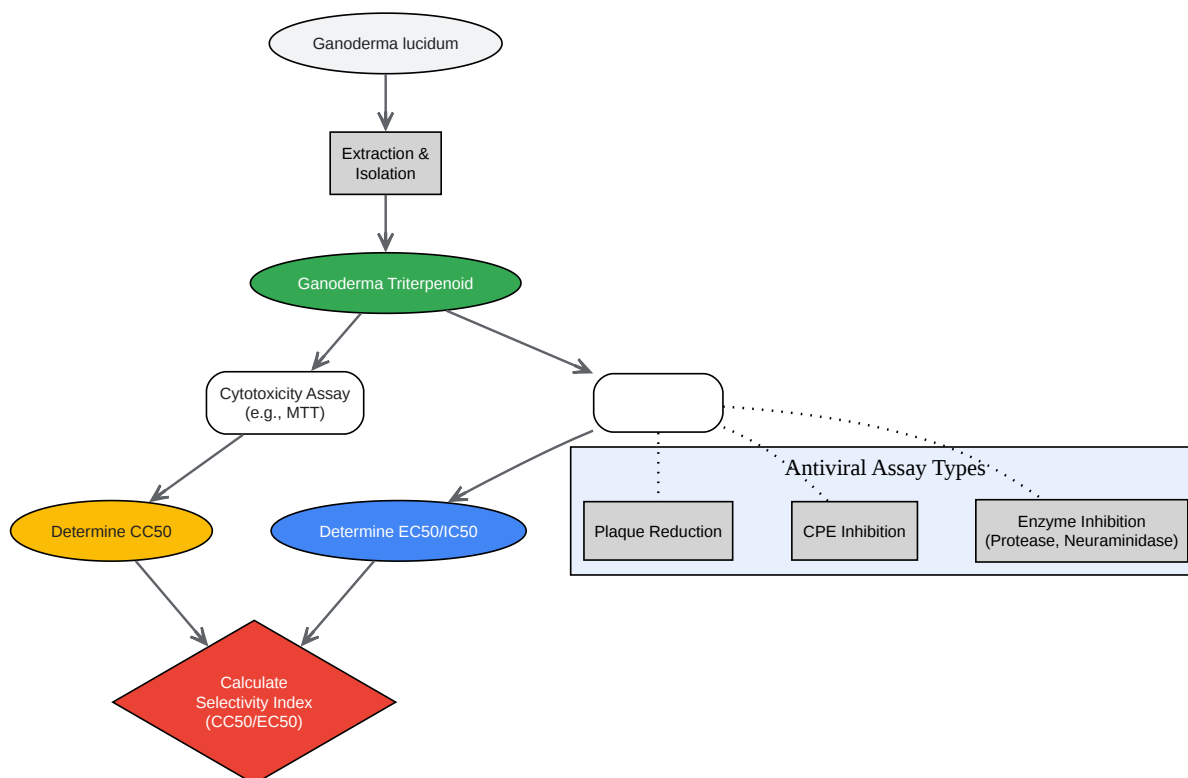 Ganoderma lucidum
Extraction &
Isolation
Ganoderma Triterpenoid
Cytotoxicity Assay
(e.g., MTT)
Antiviral Assay Types
Plaque Reduction
CPE Inhibition
Enzyme Inhibition
(Protease, Neuraminidase)
Determine CC50
Determine EC50/IC50
Calculate
Selectivity Index
(CC50/EC50)